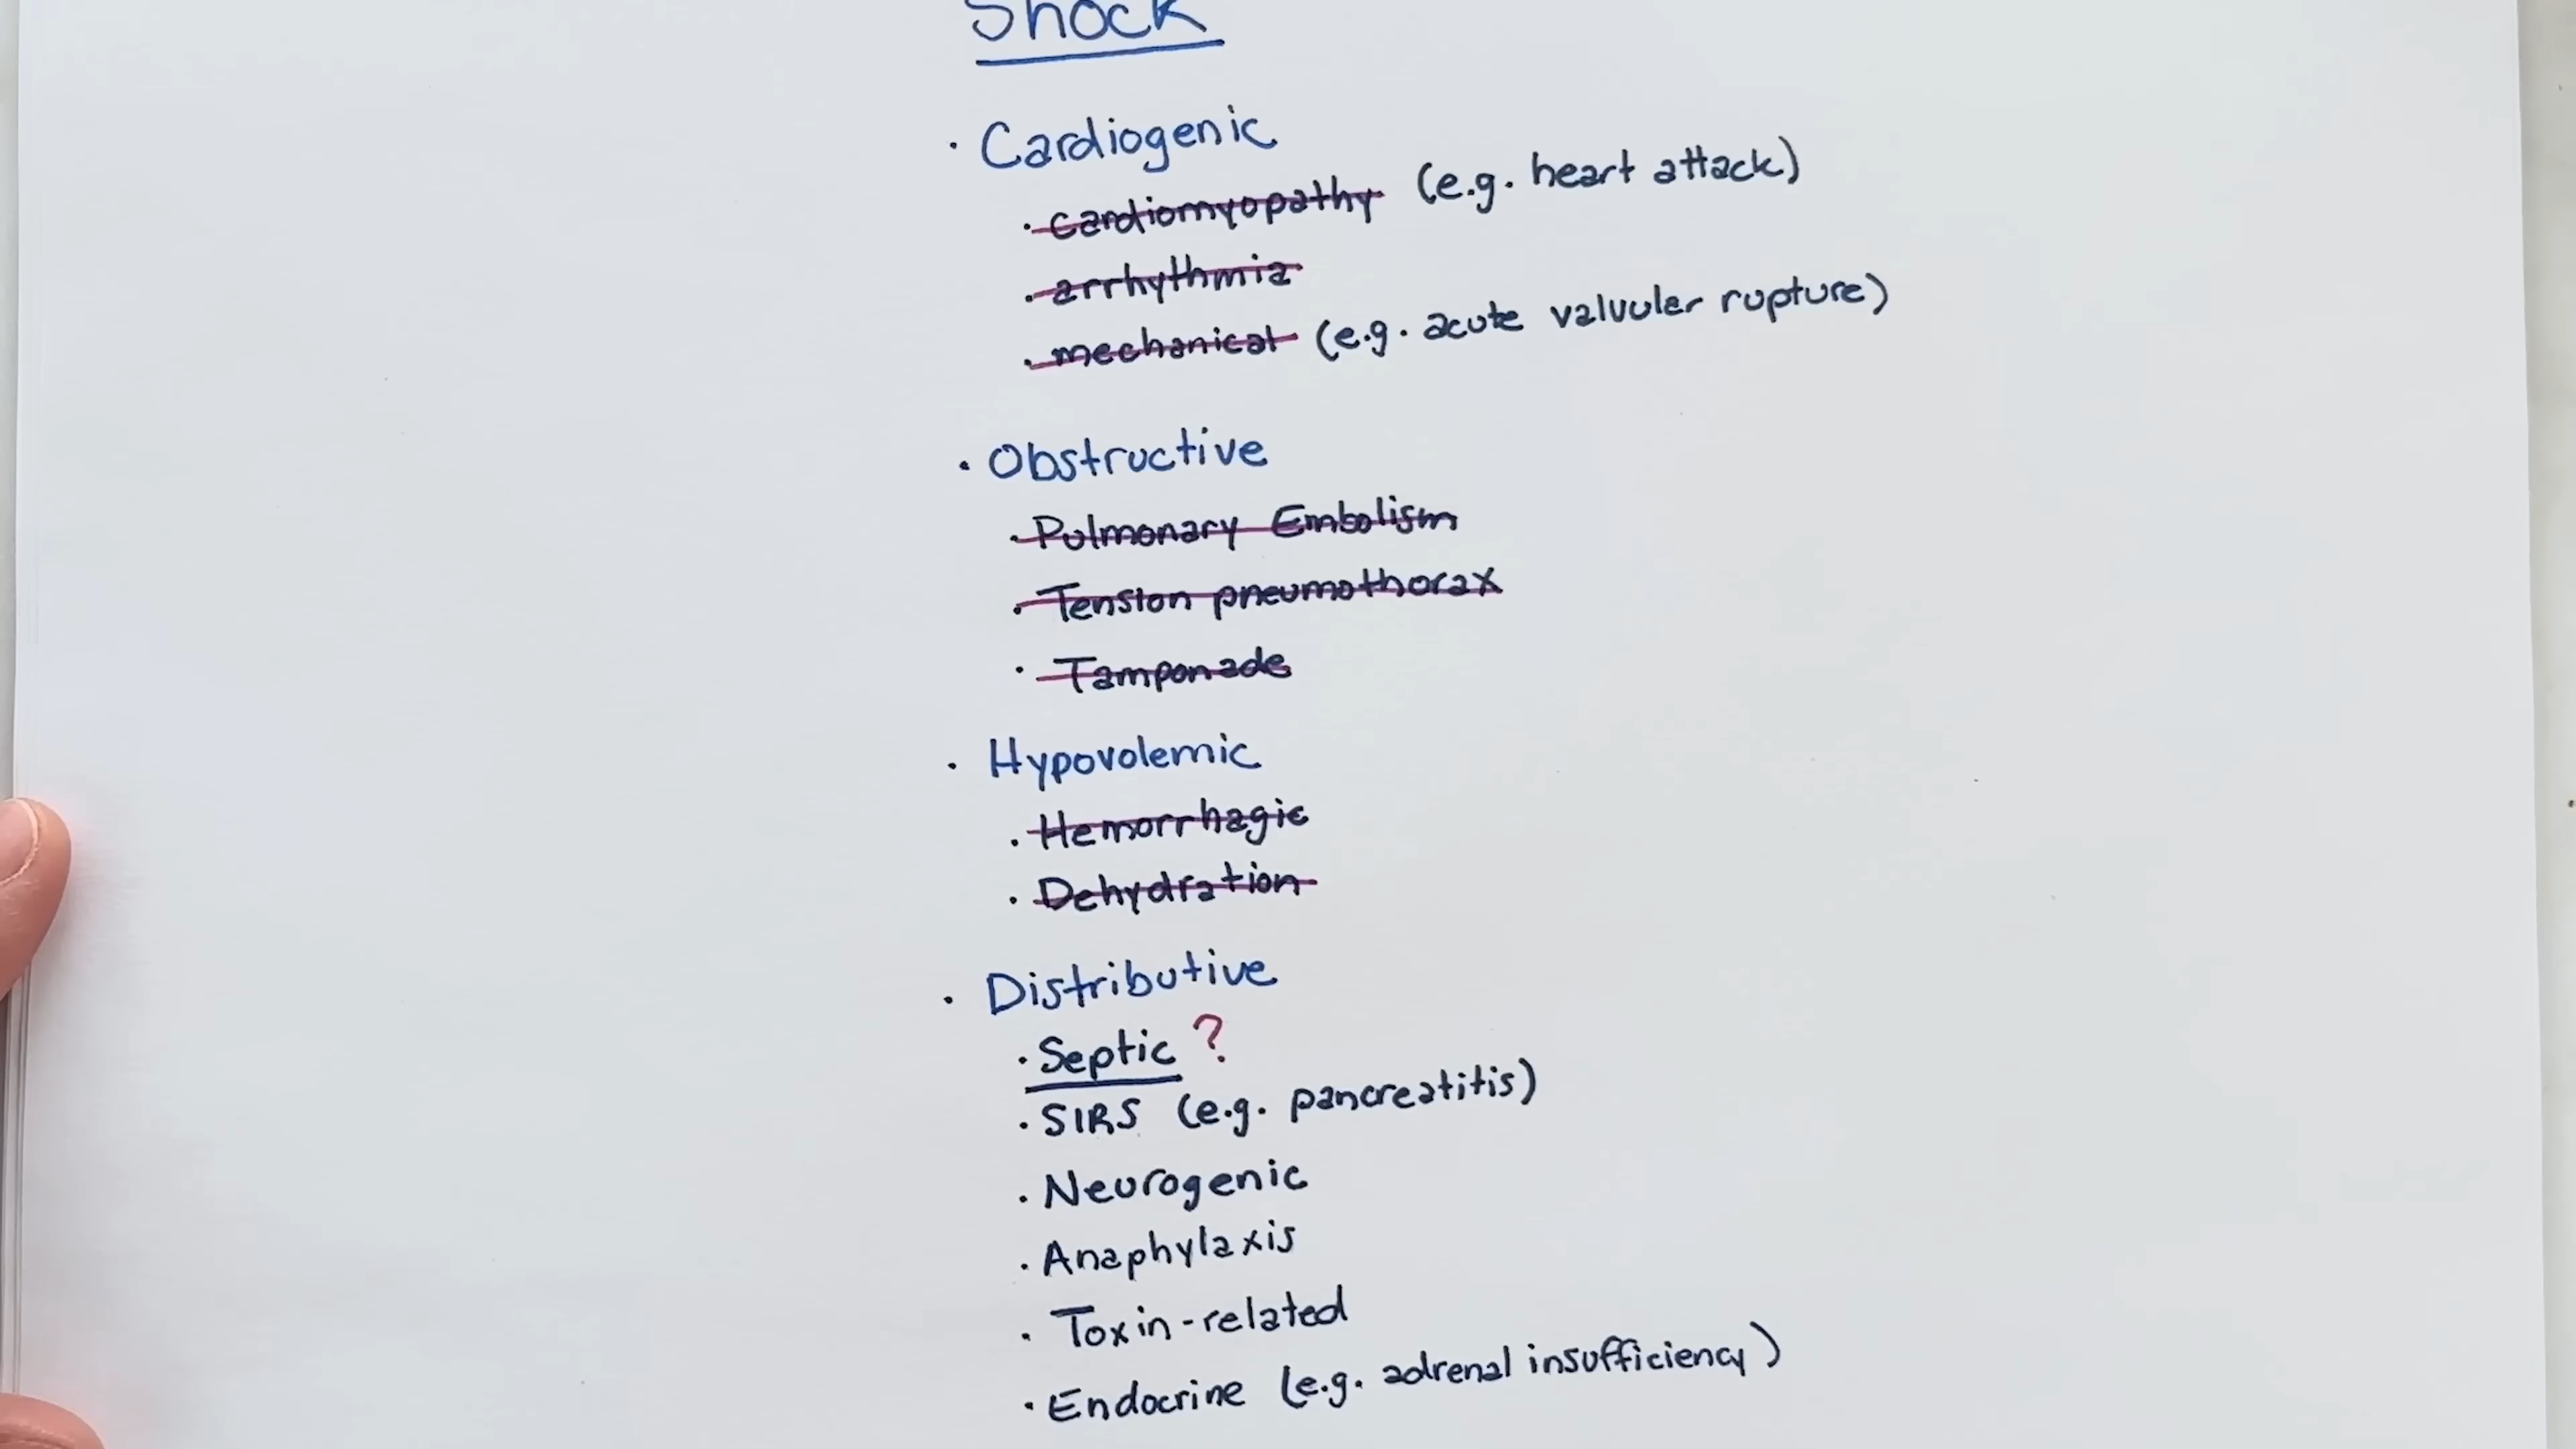 Shock
· Cardiogenic
· cardiomyopathy (e.g. heart attack)
· arrhythmia
· mechanical (e.g. acute valvular rupture)
· Obstructive
· Pulmonary Embolism
· Tension pneumothorax
· Tamponade
· Hypovolemic
· Hemorrhagic
· Dehydration
· Distributive
· Septic ?
· SIRS (e.g. pancreatitis)
· Neurogenic
· Anaphylaxis
· Toxin-related
· Endocrine (e.g. adrenal insufficiency)